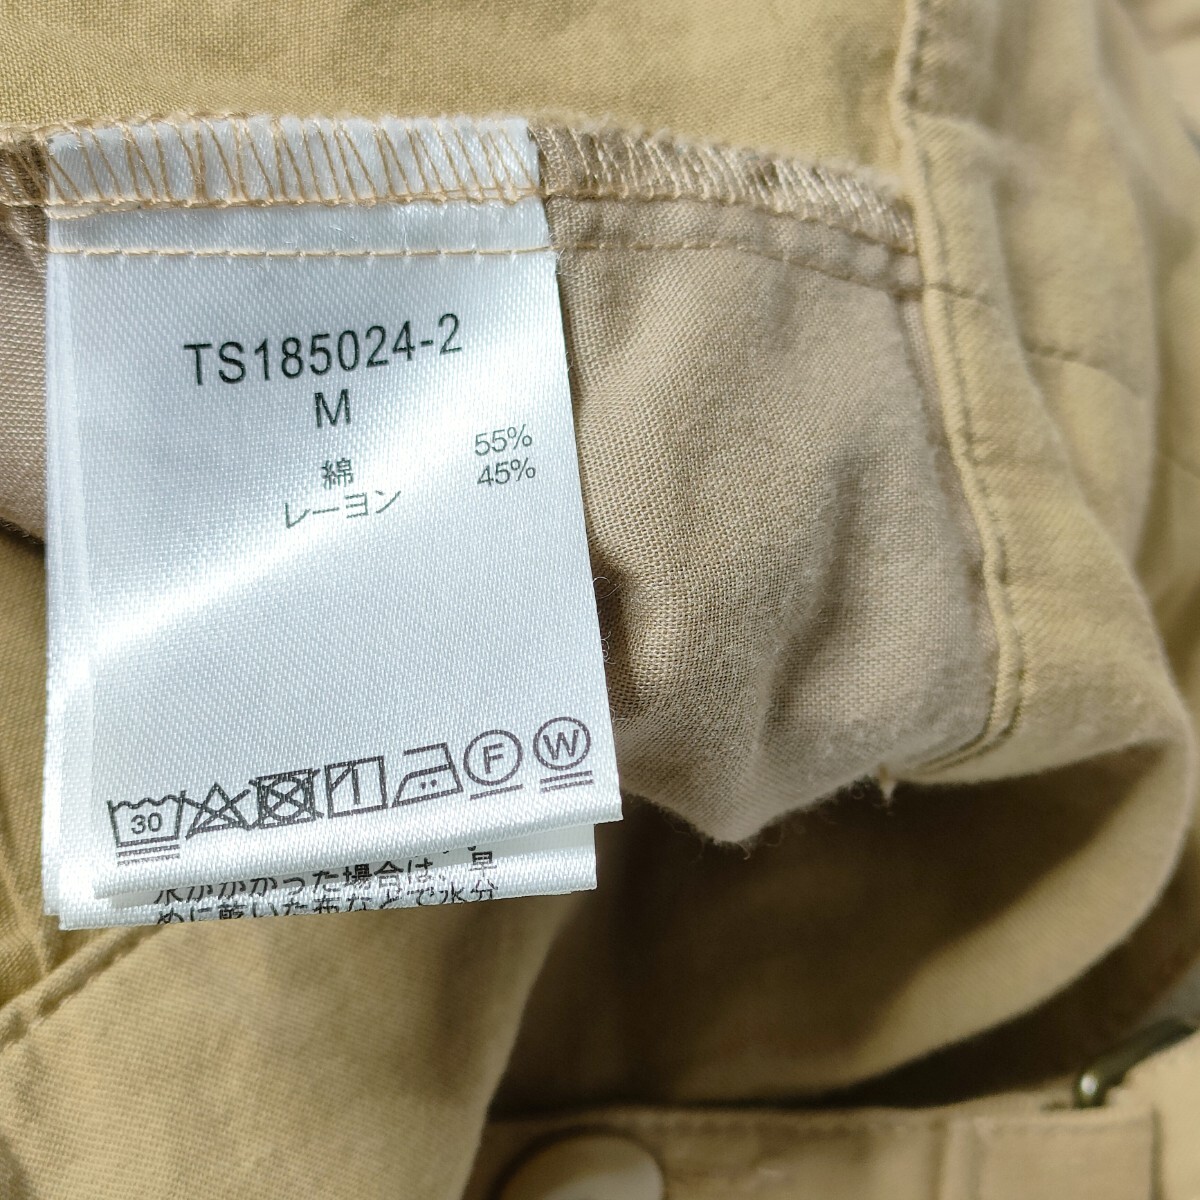 TS185024-2
M
綿 55%
レーヨン 45%
30
F
W
水がかかった場合は、早
めに乾いた布などで水分